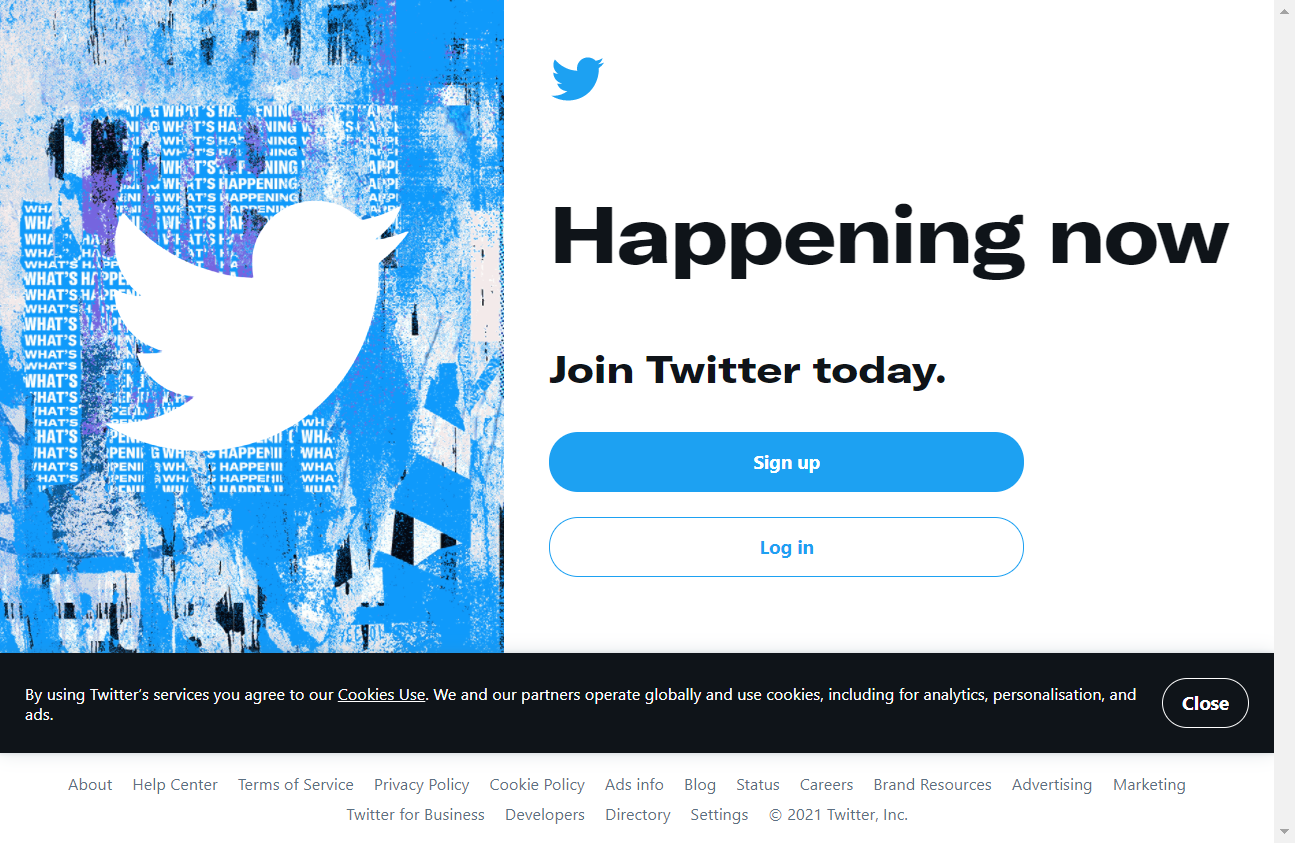 Happening now
Join Twitter today.
Sign up
Log in
By using Twitter’s services you agree to our Cookies Use. We and our partners operate globally and use cookies, including for analytics, personalisation, and
ads.
Close
About Help Center Terms of Service Privacy Policy Cookie Policy Ads info Blog Status Careers Brand Resources Advertising Marketing
Twitter for Business Developers Directory Settings © 2021 Twitter, Inc.